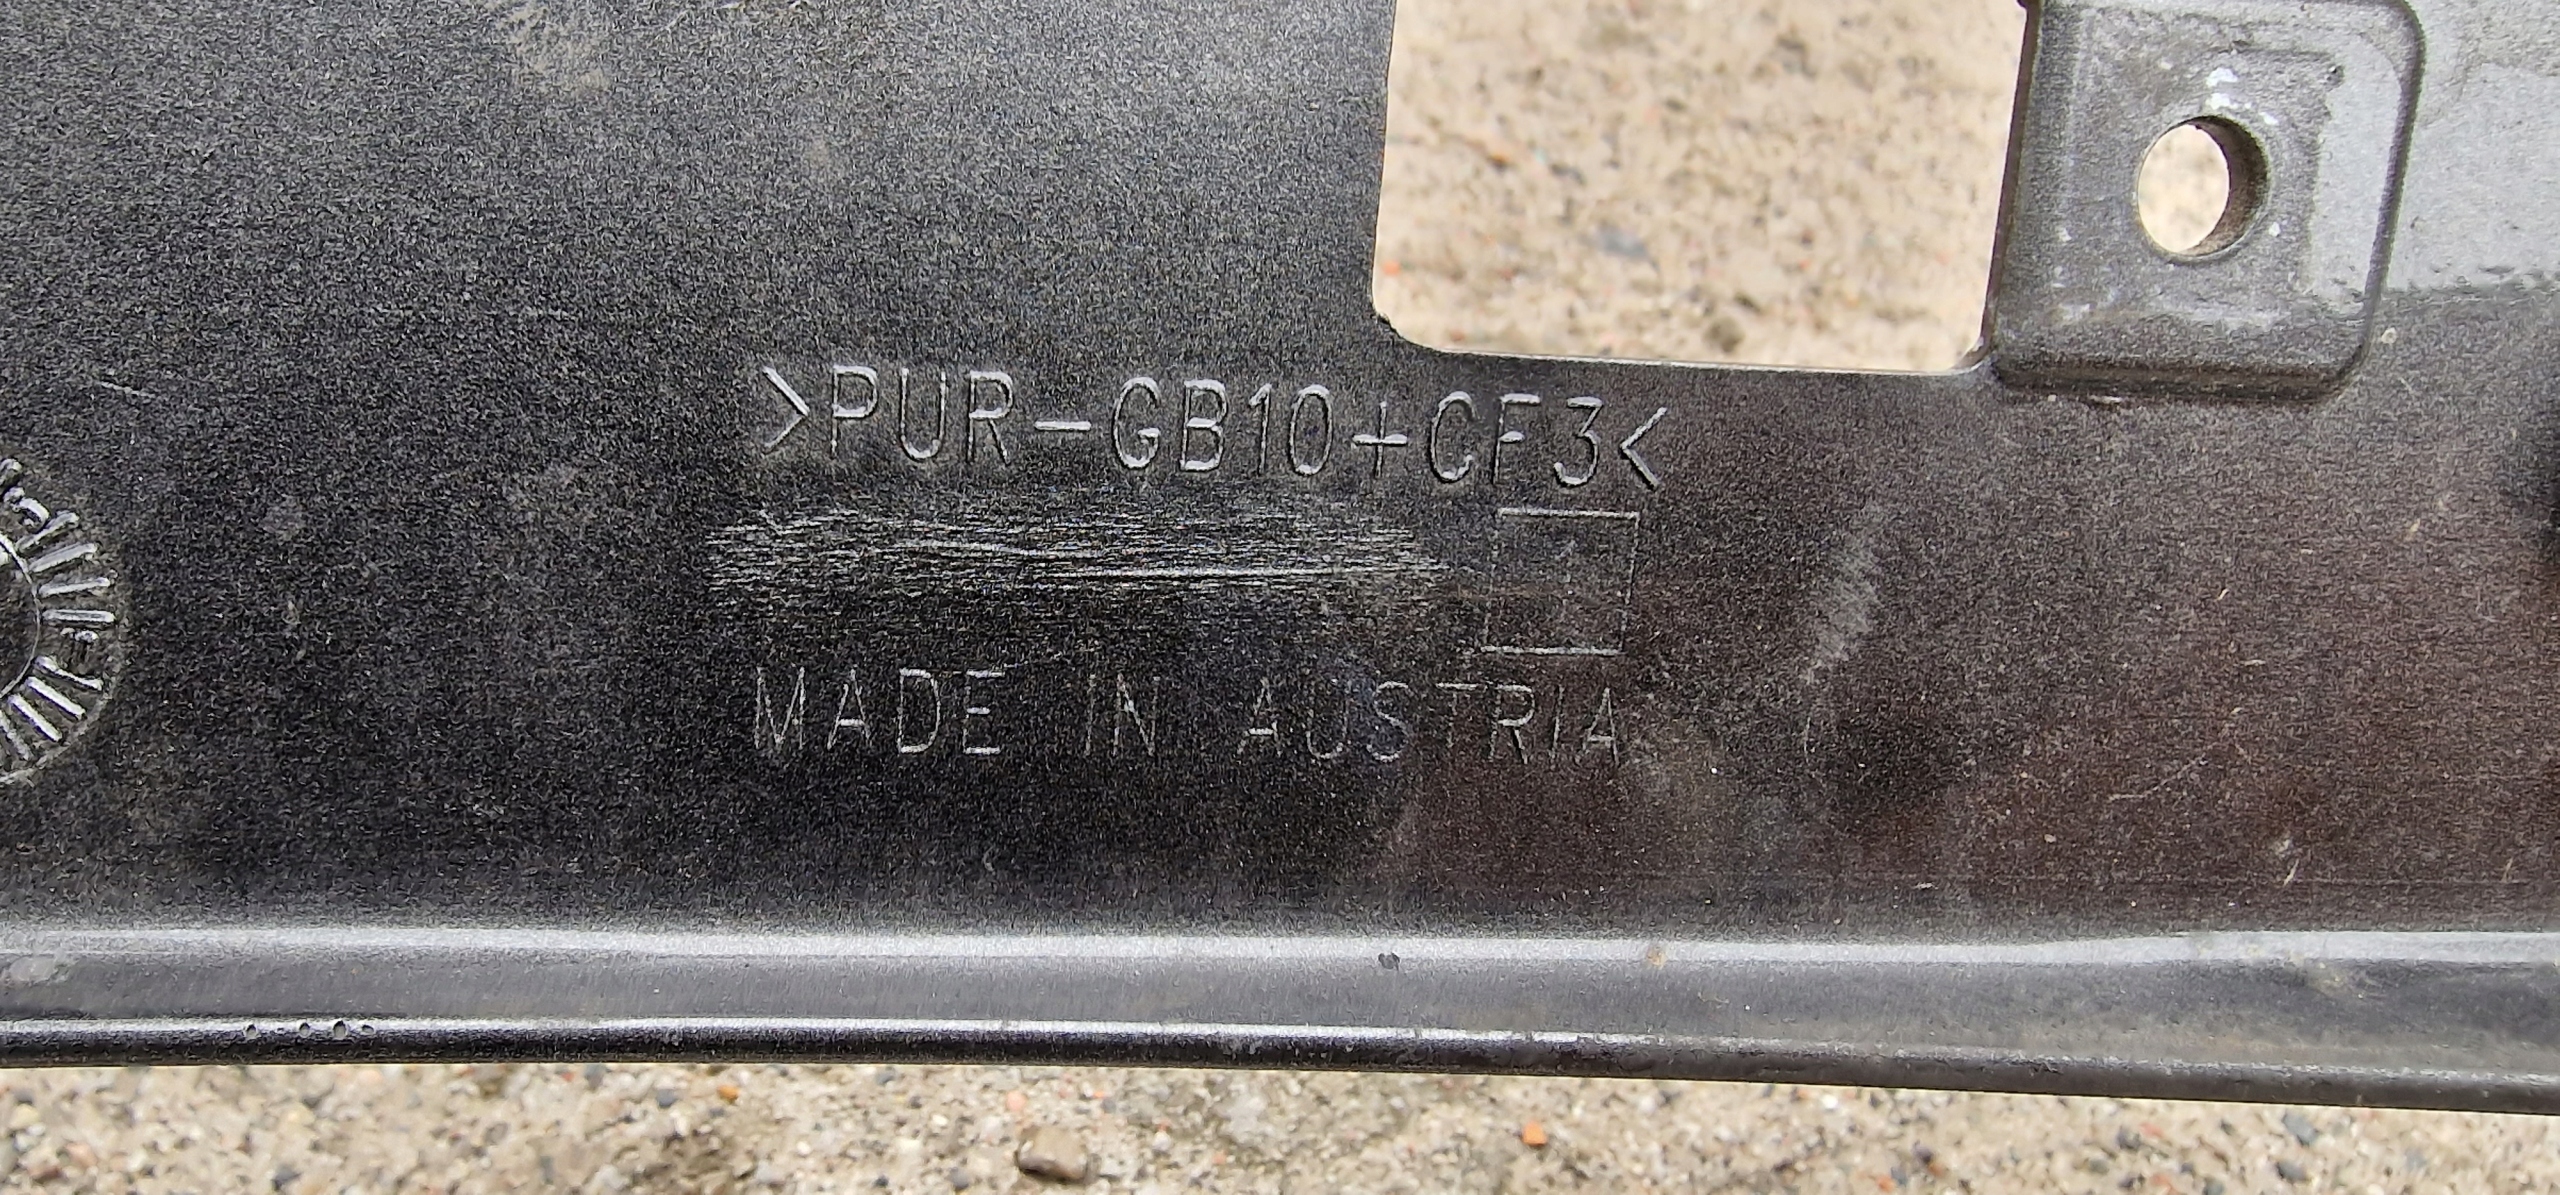 >PUR-GB10+CF3<
MADE IN AUSTRIA